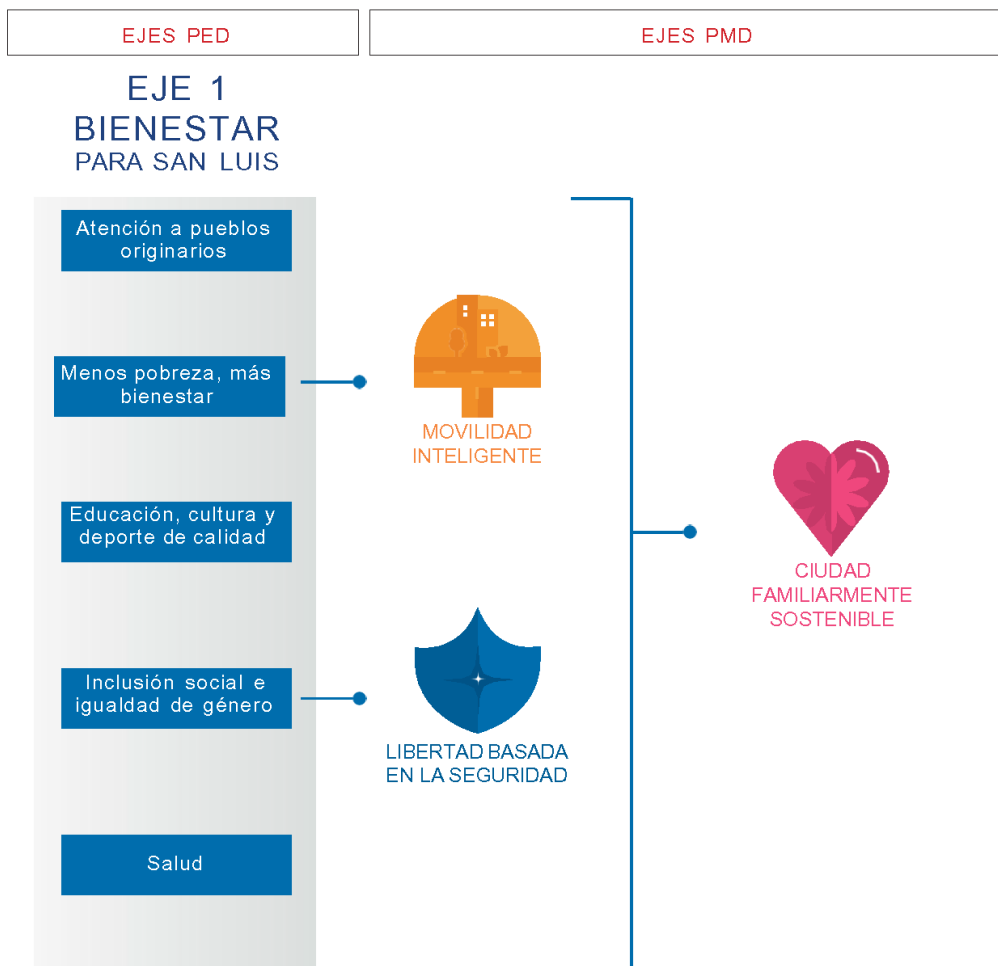 EJES PED
EJES PMD
EJE 1
BIENESTAR
PARA SAN LUIS
Atención a pueblos
originarios
Menos pobreza, más
bienestar
MOVILIDAD
INTELIGENTE
Educación, cultura y
deporte de calidad
CIUDAD
FAMILIARMENTE
SOSTENIBLE
Inclusión social e
igualdad de género
LIBERTAD BASADA
EN LA SEGURIDAD
Salud